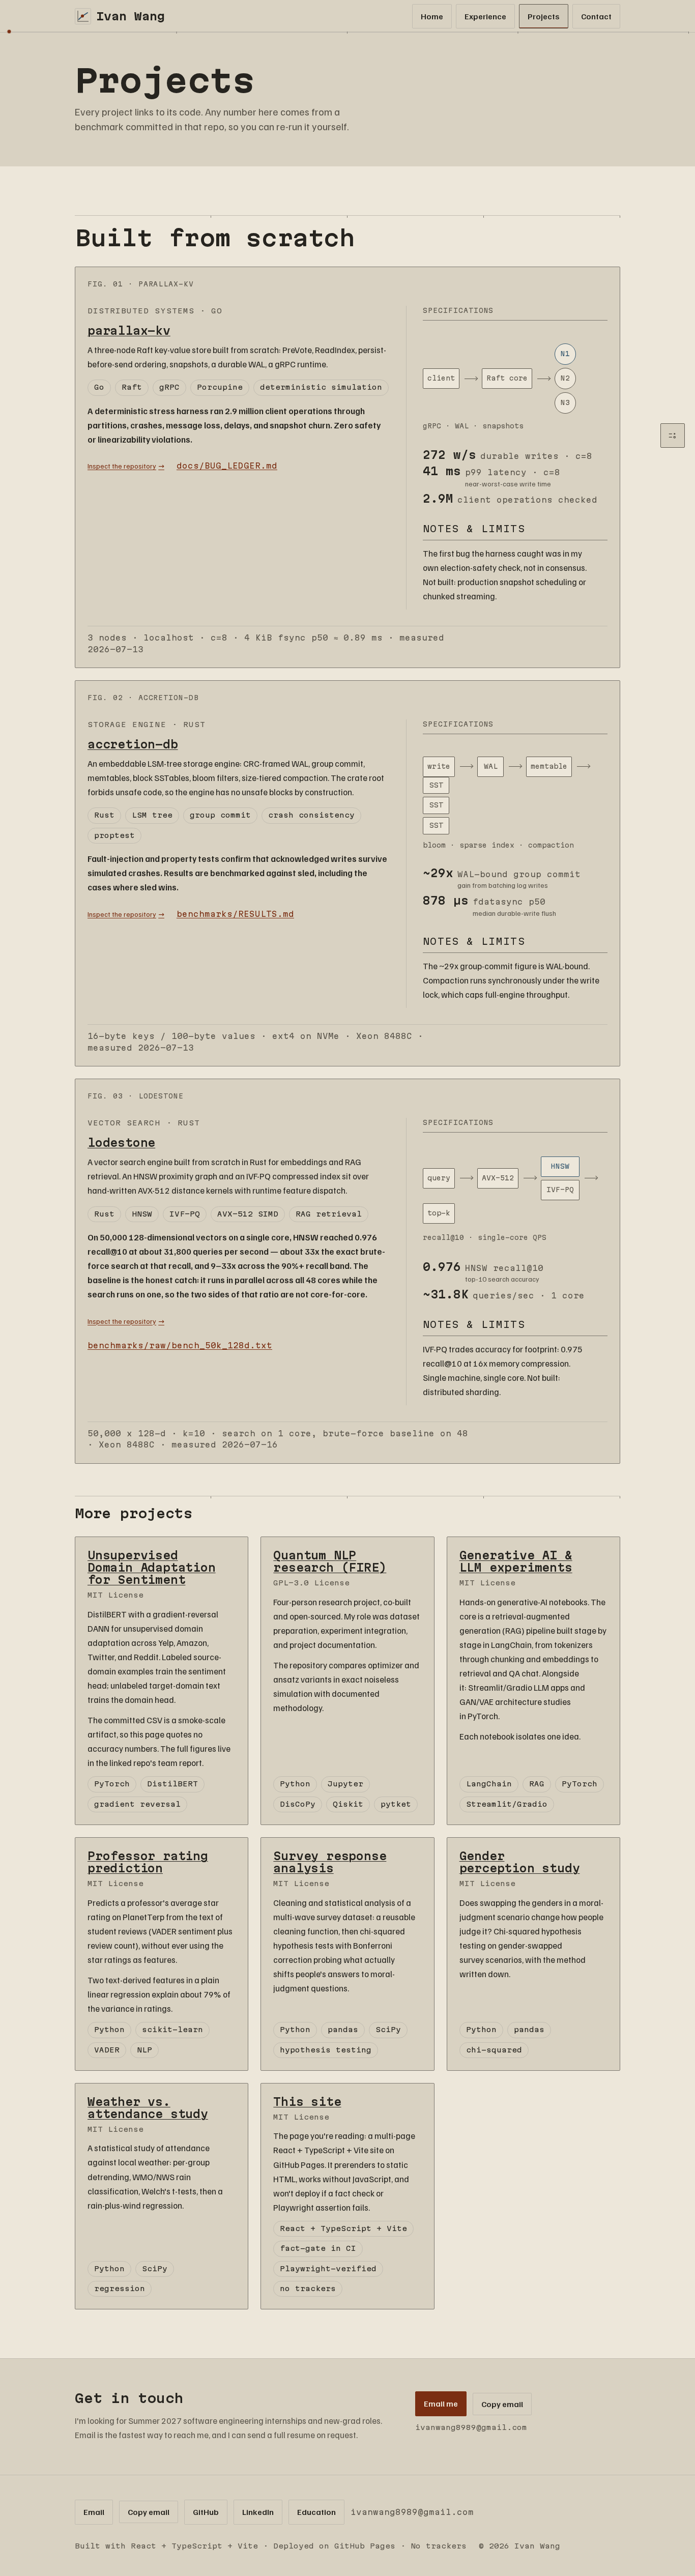 Ivan Wang
Home
Experience
Projects
Contact
Projects
Every project links to its code. Any number here comes from a
benchmark committed in that repo, so you can re-run it yourself.
Built from scratch
FIG. 01 · PARALLAX-KV
DISTRIBUTED SYSTEMS · GO
parallax-kv
A three-node Raft key-value store built from scratch: PreVote, ReadIndex, persist-
before-send ordering, snapshots, a durable WAL, a gRPC runtime.
Go
Raft
gRPC
Porcupine
deterministic simulation
A deterministic stress harness ran 2.9 million client operations through
partitions, crashes, message loss, delays, and snapshot churn. Zero safety
or linearizability violations.
Inspect the repository →
docs/BUG_LEDGER.md
SPECIFICATIONS
client
Raft core
N1
N2
N3
gRPC · WAL · snapshots
272 w/s durable writes · c=8
41 ms p99 latency · c=8
near-worst-case write time
2.9M client operations checked
NOTES & LIMITS
The first bug the harness caught was in my
own election-safety check, not in consensus.
Not built: production snapshot scheduling or
chunked streaming.
3 nodes · localhost · c=8 · 4 KiB fsync p50 ≈ 0.89 ms · measured
2026-07-13
FIG. 02 · ACCRETION-DB
STORAGE ENGINE · RUST
accretion-db
An embeddable LSM-tree storage engine: CRC-framed WAL, group commit,
memtables, block SSTables, bloom filters, size-tiered compaction. The crate root
forbids unsafe code, so the engine has no unsafe blocks by construction.
Rust
LSM tree
group commit
crash consistency
proptest
Fault-injection and property tests confirm that acknowledged writes survive
simulated crashes. Results are benchmarked against sled, including the
cases where sled wins.
Inspect the repository →
benchmarks/RESULTS.md
SPECIFICATIONS
write
WAL
memtable
SST
SST
SST
bloom · sparse index · compaction
~29x WAL-bound group commit
gain from batching log writes
878 µs fdatasync p50
median durable-write flush
NOTES & LIMITS
The ~29x group-commit figure is WAL-bound.
Compaction runs synchronously under the write
lock, which caps full-engine throughput.
16-byte keys / 100-byte values · ext4 on NVMe · Xeon 8488C ·
measured 2026-07-13
FIG. 03 · LODESTONE
VECTOR SEARCH · RUST
lodestone
A vector search engine built from scratch in Rust for embeddings and RAG
retrieval. An HNSW proximity graph and an IVF-PQ compressed index sit over
hand-written AVX-512 distance kernels with runtime feature dispatch.
Rust
HNSW
IVF-PQ
AVX-512 SIMD
RAG retrieval
On 50,000 128-dimensional vectors on a single core, HNSW reached 0.976
recall@10 at about 31,800 queries per second — about 33x the exact brute-
force search at that recall, and 9–33x across the 90%+ recall band. The
baseline is the honest catch: it runs in parallel across all 48 cores while the
search runs on one, so the two sides of that ratio are not core-for-core.
Inspect the repository →
benchmarks/raw/bench_50k_128d.txt
SPECIFICATIONS
query
AVX-512
HNSW
IVF-PQ
top-k
recall@10 · single-core QPS
0.976 HNSW recall@10
top-10 search accuracy
~31.8K queries/sec · 1 core
NOTES & LIMITS
IVF-PQ trades accuracy for footprint: 0.975
recall@10 at 16x memory compression.
Single machine, single core. Not built:
distributed sharding.
50,000 x 128-d · k=10 · search on 1 core, brute-force baseline on 48
· Xeon 8488C · measured 2026-07-16
More projects
Unsupervised
Domain Adaptation
for Sentiment
MIT License
DistilBERT with a gradient-reversal
DANN for unsupervised domain
adaptation across Yelp, Amazon,
Twitter, and Reddit. Labeled source-
domain examples train the sentiment
head; unlabeled target-domain text
trains the domain head.
The committed CSV is a smoke-scale
artifact, so this page quotes no
accuracy numbers. The full figures live
in the linked repo's team report.
PyTorch
DistilBERT
gradient reversal
Quantum NLP
research (FIRE)
GPL-3.0 License
Four-person research project, co-built
and open-sourced. My role was dataset
preparation, experiment integration,
and project documentation.
The repository compares optimizer and
ansatz variants in exact noiseless
simulation with documented
methodology.
Python
Jupyter
DisCoPy
Qiskit
pytket
Generative AI &
LLM experiments
MIT License
Hands-on generative-AI notebooks. The
core is a retrieval-augmented
generation (RAG) pipeline built stage by
stage in LangChain, from tokenizers
through chunking and embeddings to
retrieval and QA chat. Alongside
it: Streamlit/Gradio LLM apps and
GAN/VAE architecture studies
in PyTorch.
Each notebook isolates one idea.
LangChain
RAG
PyTorch
Streamlit/Gradio
Professor rating
prediction
MIT License
Predicts a professor's average star
rating on PlanetTerp from the text of
student reviews (VADER sentiment plus
review count), without ever using the
star ratings as features.
Two text-derived features in a plain
linear regression explain about 79% of
the variance in ratings.
Python
scikit-learn
VADER
NLP
Survey response
analysis
MIT License
Cleaning and statistical analysis of a
multi-wave survey dataset: a reusable
cleaning function, then chi-squared
hypothesis tests with Bonferroni
correction probing what actually
shifts people's answers to moral-
judgment questions.
Python
pandas
SciPy
hypothesis testing
Gender
perception study
MIT License
Does swapping the genders in a moral-
judgment scenario change how people
judge it? Chi-squared hypothesis
testing on gender-swapped
survey scenarios, with the method
written down.
Python
pandas
chi-squared
Weather vs.
attendance study
MIT License
A statistical study of attendance
against local weather: per-group
detrending, WMO/NWS rain
classification, Welch's t-tests, then a
rain-plus-wind regression.
Python
SciPy
regression
This site
MIT License
The page you're reading: a multi-page
React + TypeScript + Vite site on
GitHub Pages. It prerenders to static
HTML, works without JavaScript, and
won't deploy if a fact check or
Playwright assertion fails.
React + TypeScript + Vite
fact-gate in CI
Playwright-verified
no trackers
Get in touch
I'm looking for Summer 2027 software engineering internships and new-grad roles.
Email is the fastest way to reach me, and I can send a full resume on request.
Email me
Copy email
ivanwang8989@gmail.com
Email
Copy email
GitHub
LinkedIn
Education
ivanwang8989@gmail.com
Built with React + TypeScript + Vite · Deployed on GitHub Pages · No trackers
© 2026 Ivan Wang